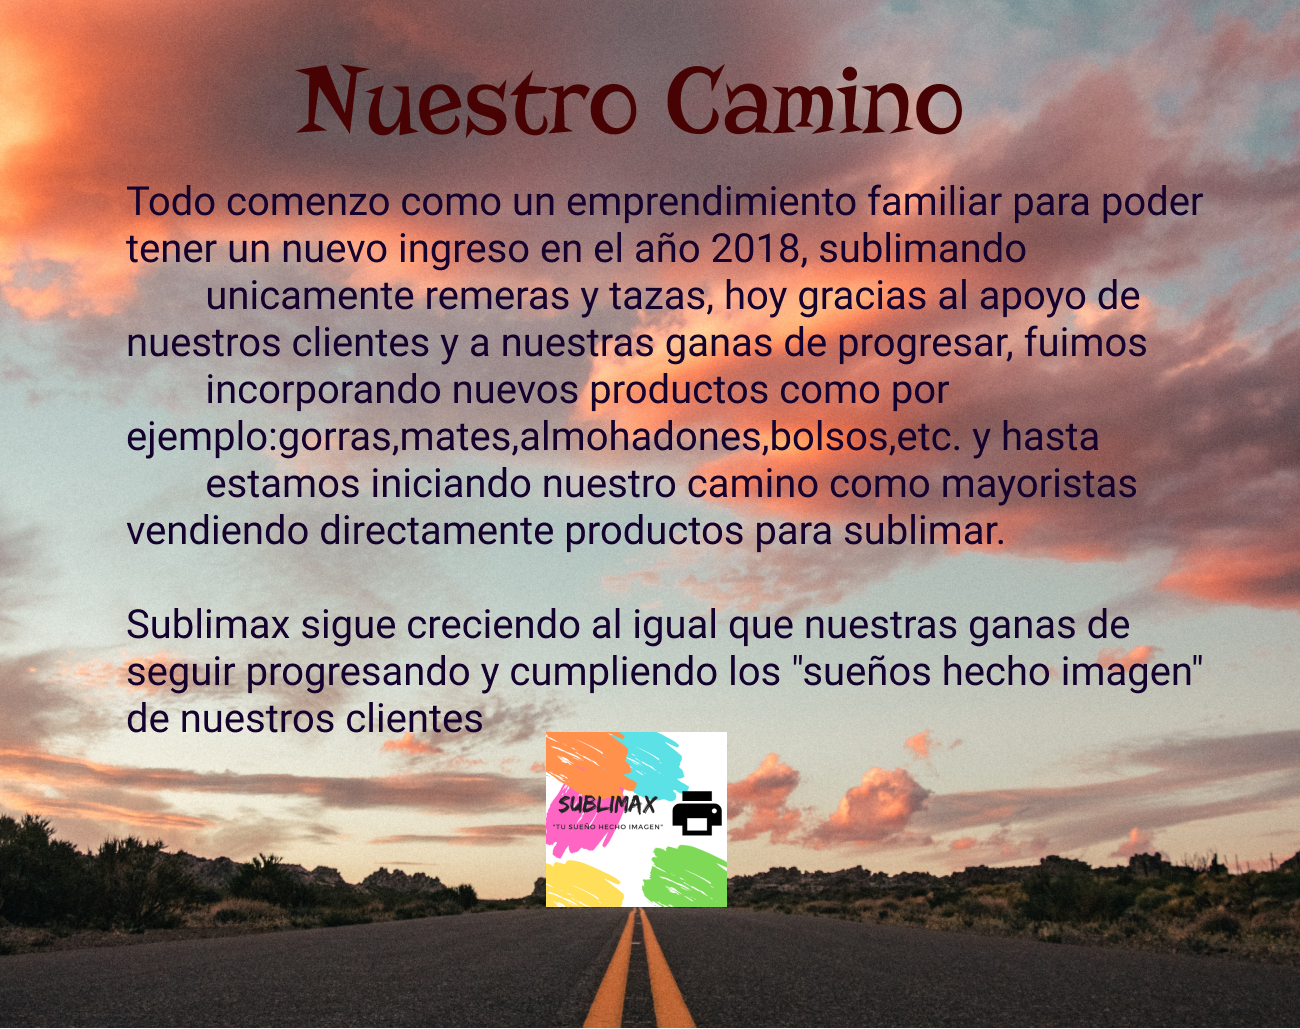 Nuestro Camino
Todo comenzo como un emprendimiento familiar para poder
tener un nuevo ingreso en el año 2018, sublimando
unicamente remeras y tazas, hoy gracias al apoyo de
nuestros clientes y a nuestras ganas de progresar, fuimos
incorporando nuevos productos como por
ejemplo:gorras,mates,almohadones,bolsos,etc. y hasta
estamos iniciando nuestro camino como mayoristas
vendiendo directamente productos para sublimar.
Sublimax sigue creciendo al igual que nuestras ganas de
seguir progresando y cumpliendo los "sueños hecho imagen"
de nuestros clientes
SUBLIMAX
"TU SUEÑO HECHO IMAGEN"